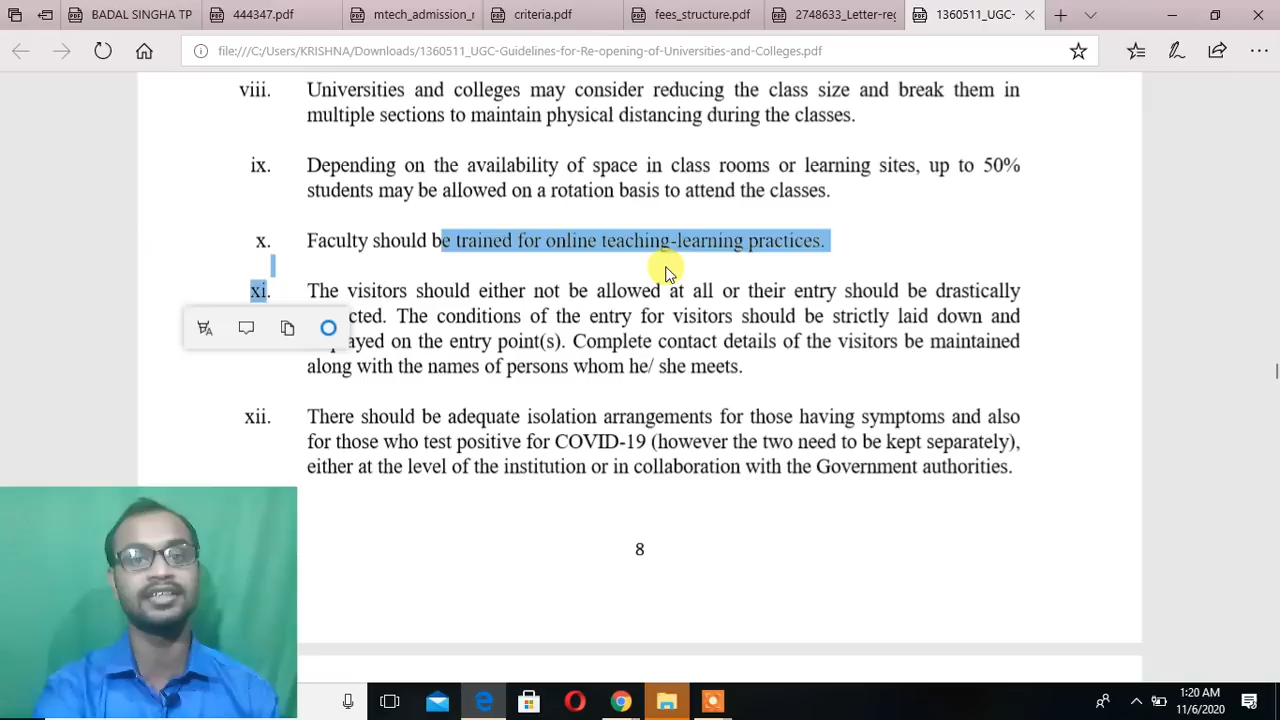 BADAL SINGHA TP
444347.pdf
mtech_admission_r
criteria.pdf
fees_structure.pdf
2748633_Letter-reg
1360511_UGC-
file:///C:/Users/KRISHNA/Downloads/1360511_UGC-Guidelines-for-Re-opening-of-Universities-and-Colleges.pdf
viii. Universities and colleges may consider reducing the class size and break them in
multiple sections to maintain physical distancing during the classes.
ix. Depending on the availability of space in class rooms or learning sites, up to 50%
students may be allowed on a rotation basis to attend the classes.
x. Faculty should be trained for online teaching-learning practices.
xi. The visitors should either not be allowed at all or their entry should be drastically
cted. The conditions of the entry for visitors should be strictly laid down and
ayed on the entry point(s). Complete contact details of the visitors be maintained
along with the names of persons whom he/ she meets.
xii. There should be adequate isolation arrangements for those having symptoms and also
for those who test positive for COVID-19 (however the two need to be kept separately),
either at the level of the institution or in collaboration with the Government authorities.
8
1:20 AM
11/6/2020